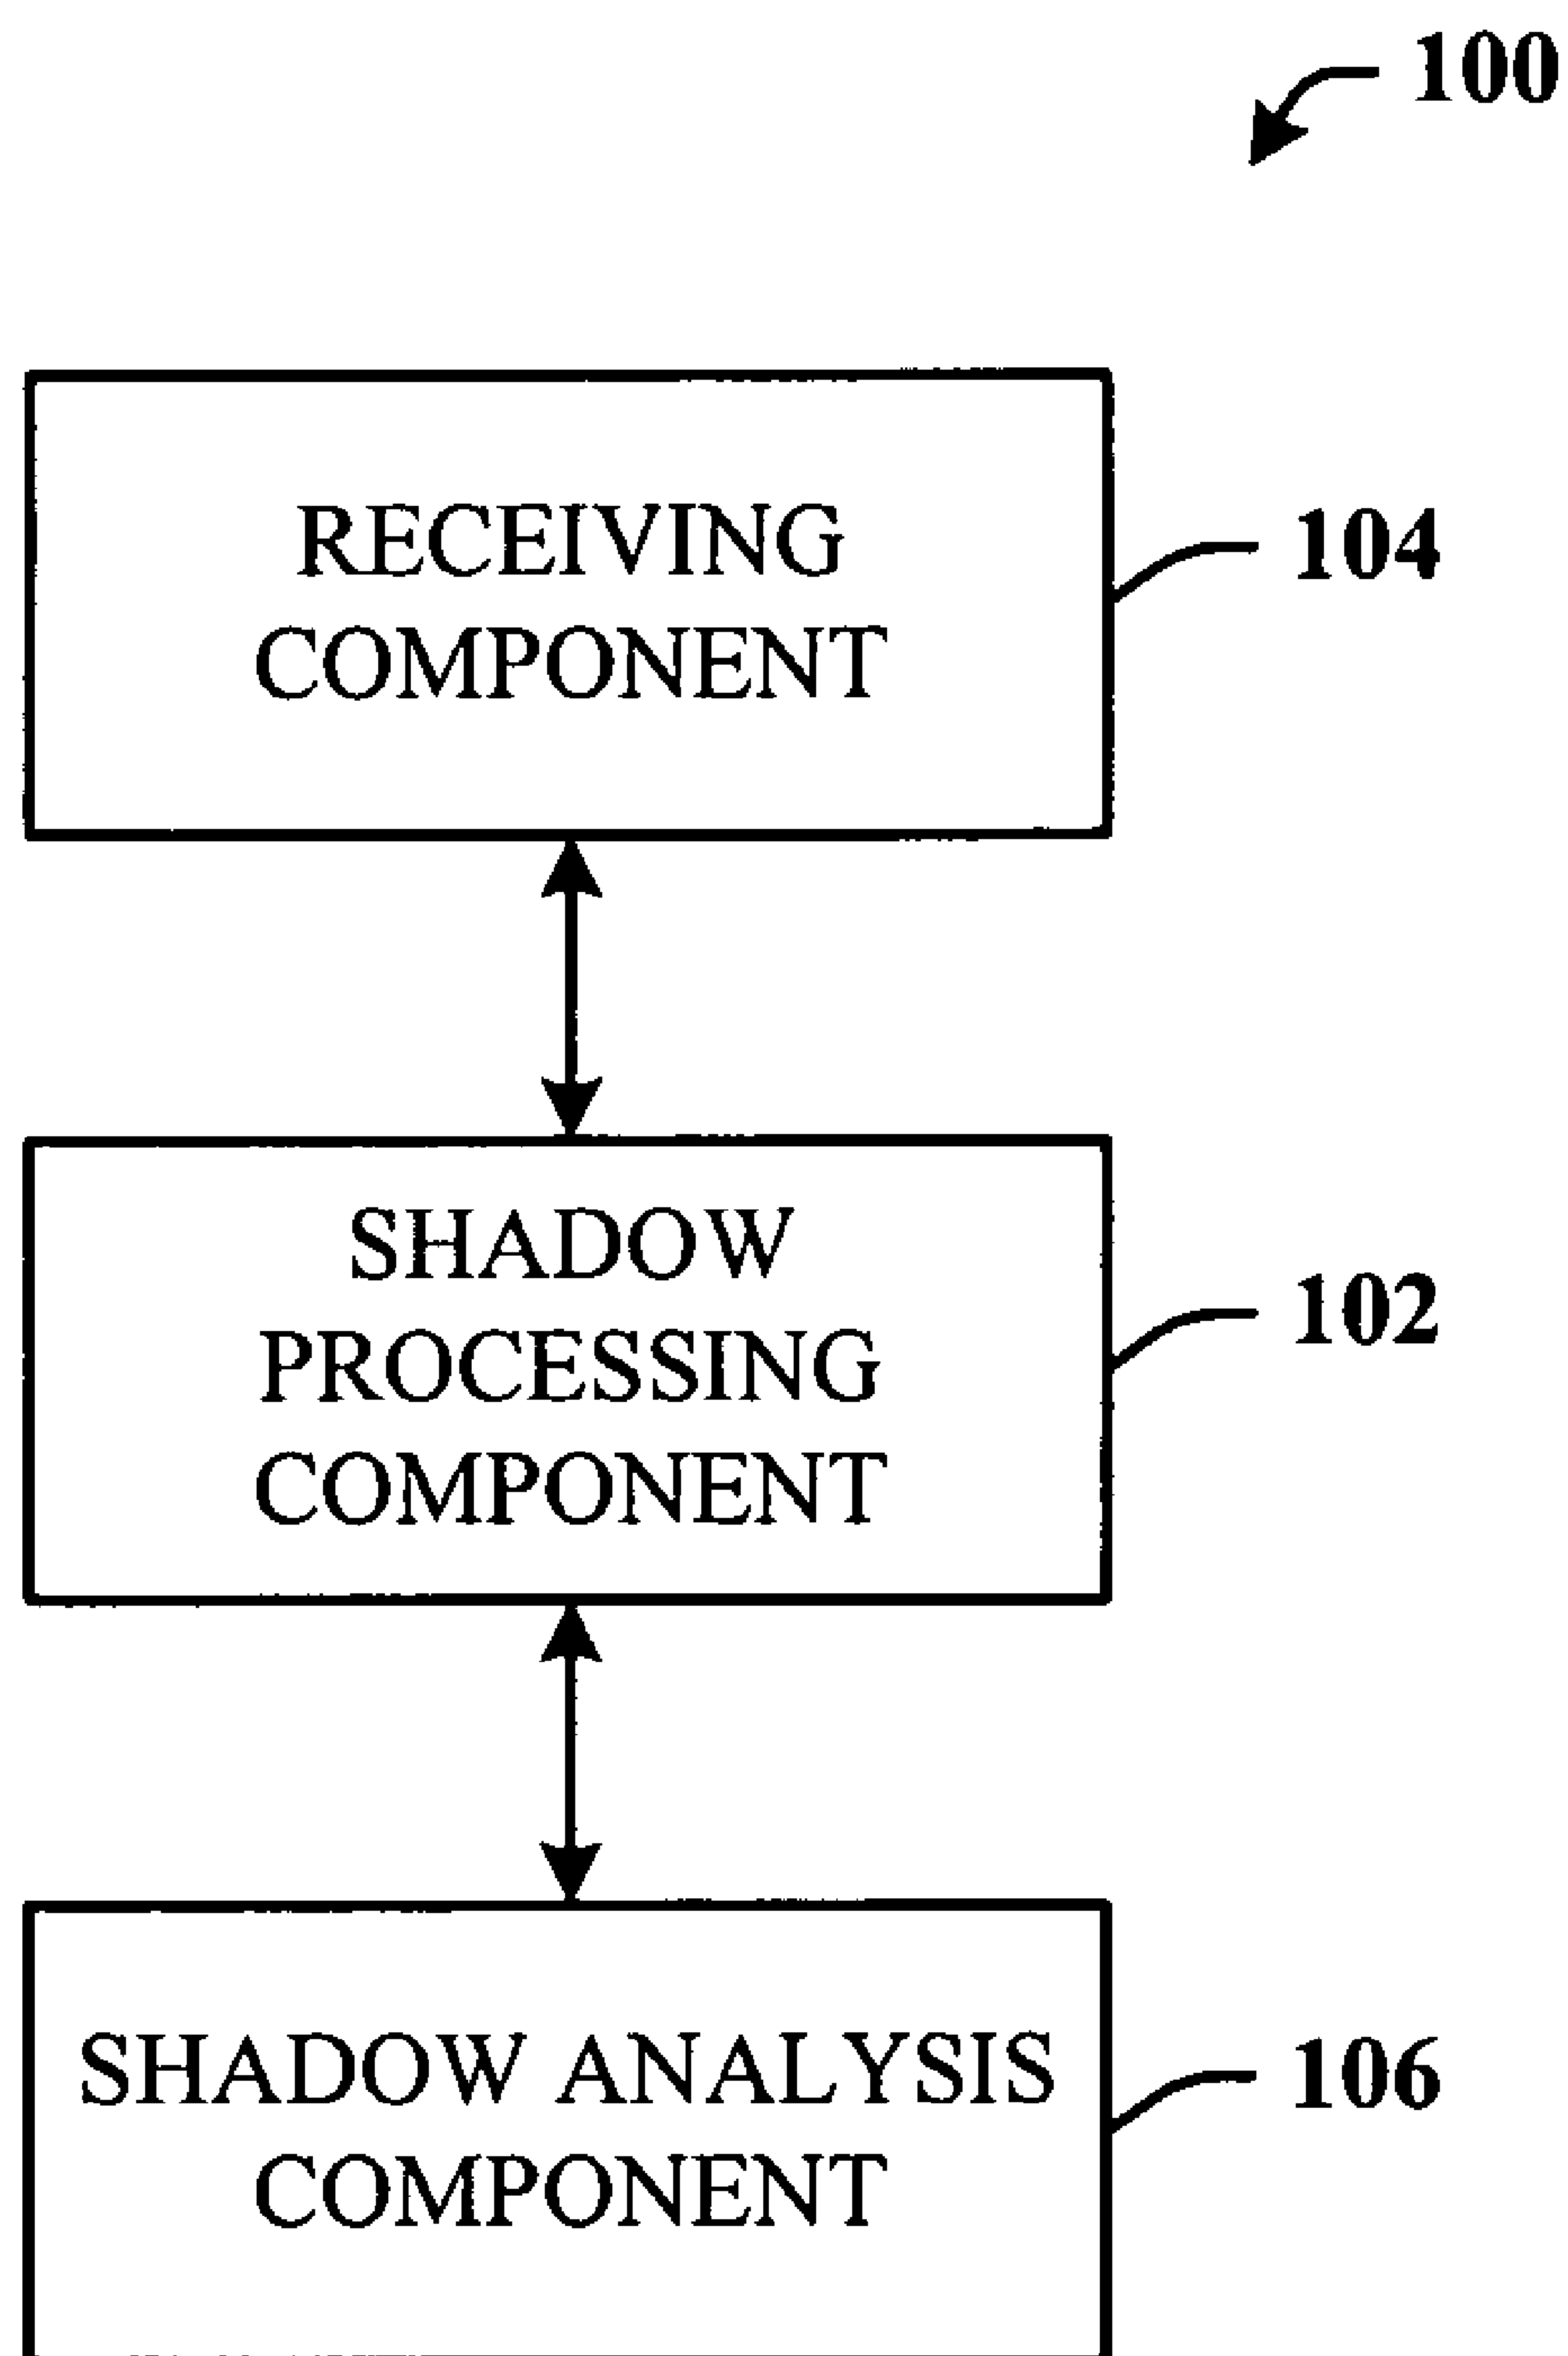 100
RECEIVING
COMPONENT
104
SHADOW
PROCESSING
COMPONENT
102
SHADOW ANALYSIS
COMPONENT
106